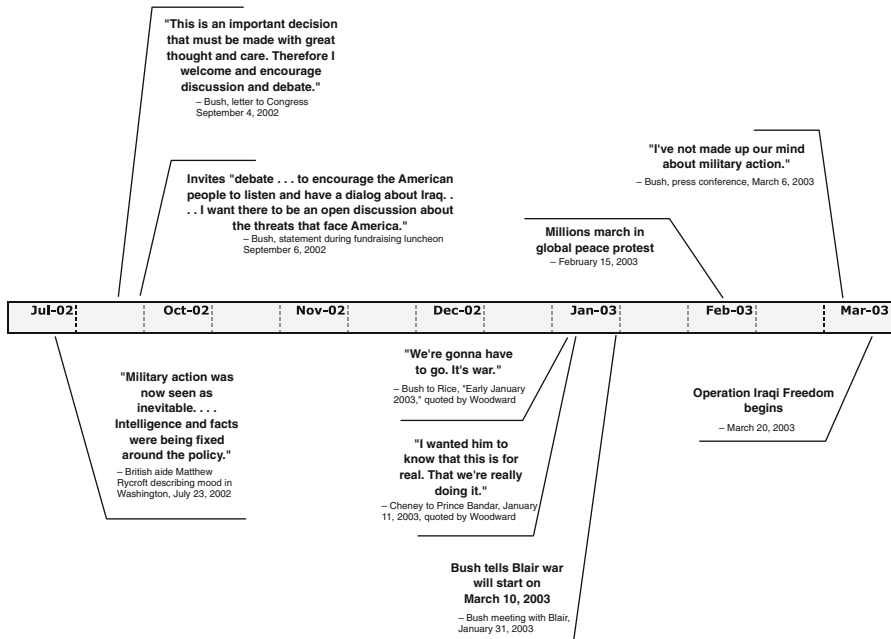 "This is an important decision
that must be made with great
thought and care. Therefore I
welcome and encourage
discussion and debate."
– Bush, letter to Congress
September 4, 2002
Invites "debate . . . to encourage the American
people to listen and have a dialog about Iraq. .
. . I want there to be an open discussion about
the threats that face America."
– Bush, statement during fundraising luncheon
September 6, 2002
"I've not made up our mind
about military action."
– Bush, press conference, March 6, 2003
Millions march in
global peace protest
– February 15, 2003
Jul-02 Oct-02 Nov-02 Dec-02 Jan-03 Feb-03 Mar-03
"Military action was
now seen as
inevitable. . . .
Intelligence and facts
were being fixed
around the policy."
– British aide Matthew
Rycroft describing mood in
Washington, July 23, 2002
"We're gonna have
to go. It's war."
– Bush to Rice, "Early January
2003," quoted by Woodward
"I wanted him to
know that this is for
real. That we're really
doing it."
– Cheney to Prince Bandar, January
11, 2003, quoted by Woodward
Bush tells Blair war
will start on
March 10, 2003
– Bush meeting with Blair,
January 31, 2003
Operation Iraqi Freedom
begins
– March 20, 2003